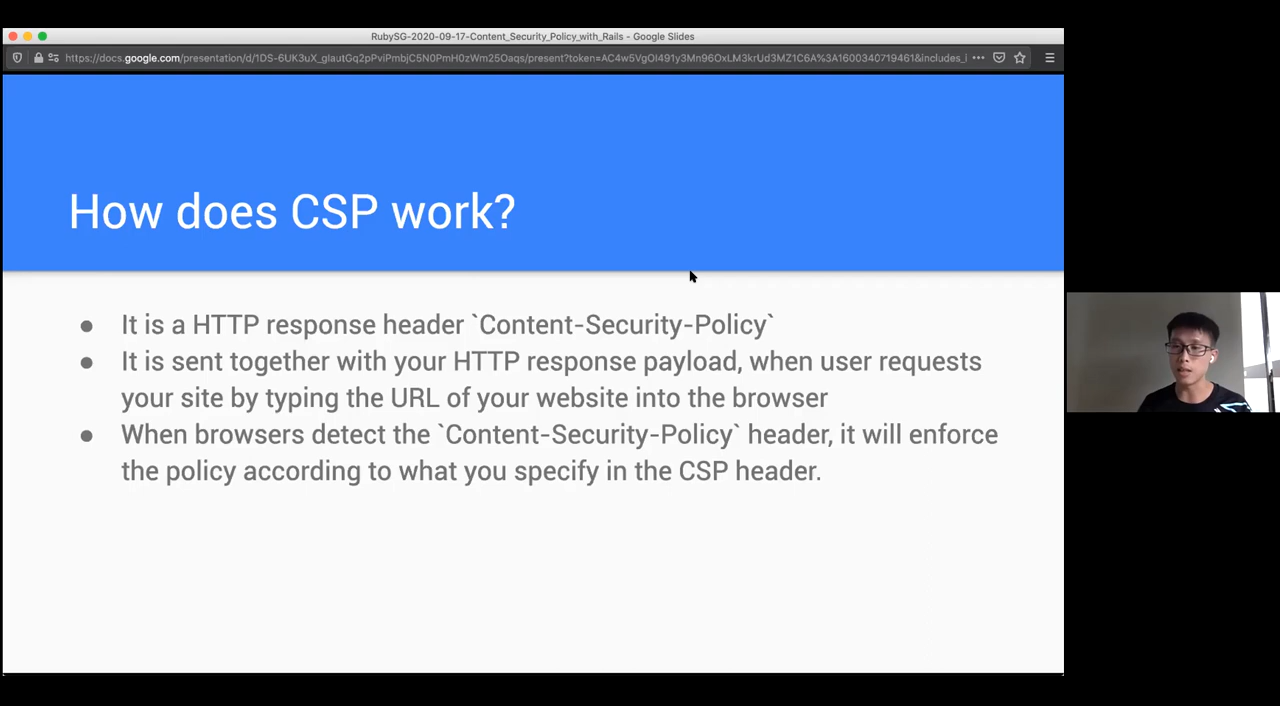 RubySG-2020-09-17-Content_Security_Policy_with_Rails - Google Slides
How does CSP work?
● It is a HTTP response header `Content-Security-Policy`
● It is sent together with your HTTP response payload, when user requests
your site by typing the URL of your website into the browser
● When browsers detect the `Content-Security-Policy` header, it will enforce
the policy according to what you specify in the CSP header.